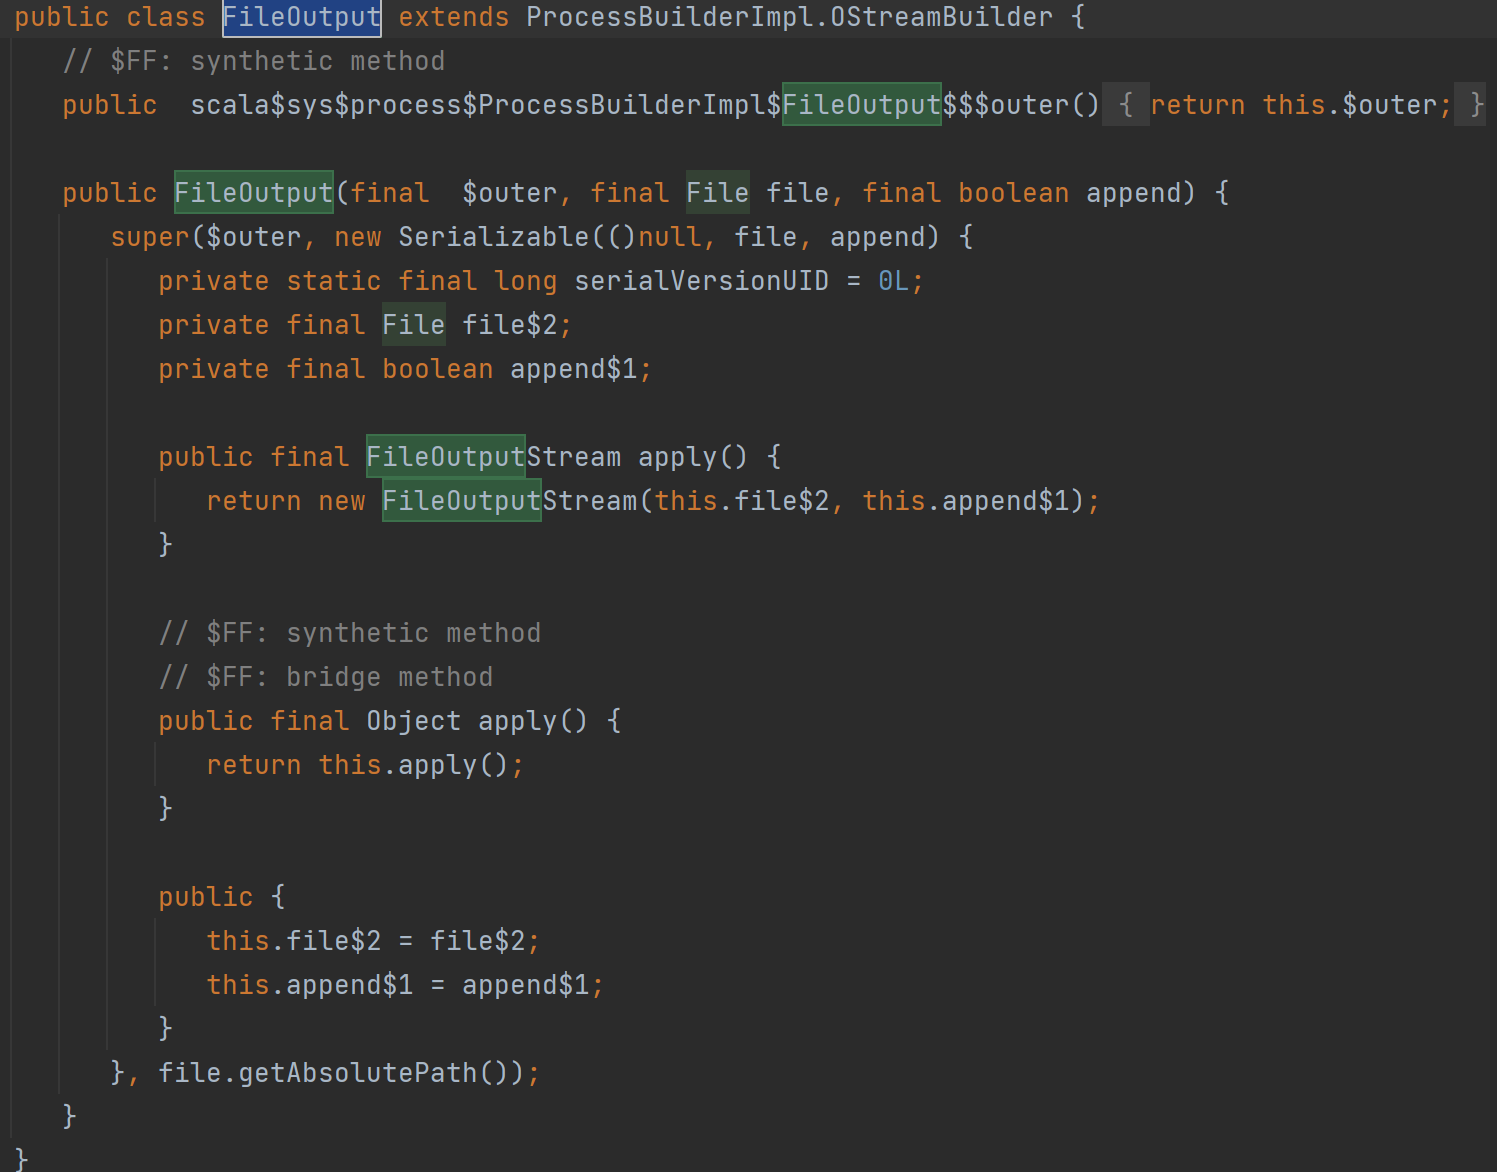 public class FileOutput extends ProcessBuilderImpl.OStreamBuilder {
// $FF: synthetic method
public  scala$sys$process$ProcessBuilderImpl$FileOutput$$$outer() { return this.$outer; }
public FileOutput(final  $outer, final File file, final boolean append) {
super($outer, new Serializable(()null, file, append) {
private static final long serialVersionUID = 0L;
private final File file$2;
private final boolean append$1;
public final FileOutputStream apply() {
return new FileOutputStream(this.file$2, this.append$1);
}
// $FF: synthetic method
// $FF: bridge method
public final Object apply() {
return this.apply();
}
public {
this.file$2 = file$2;
this.append$1 = append$1;
}
}, file.getAbsolutePath());
}
}